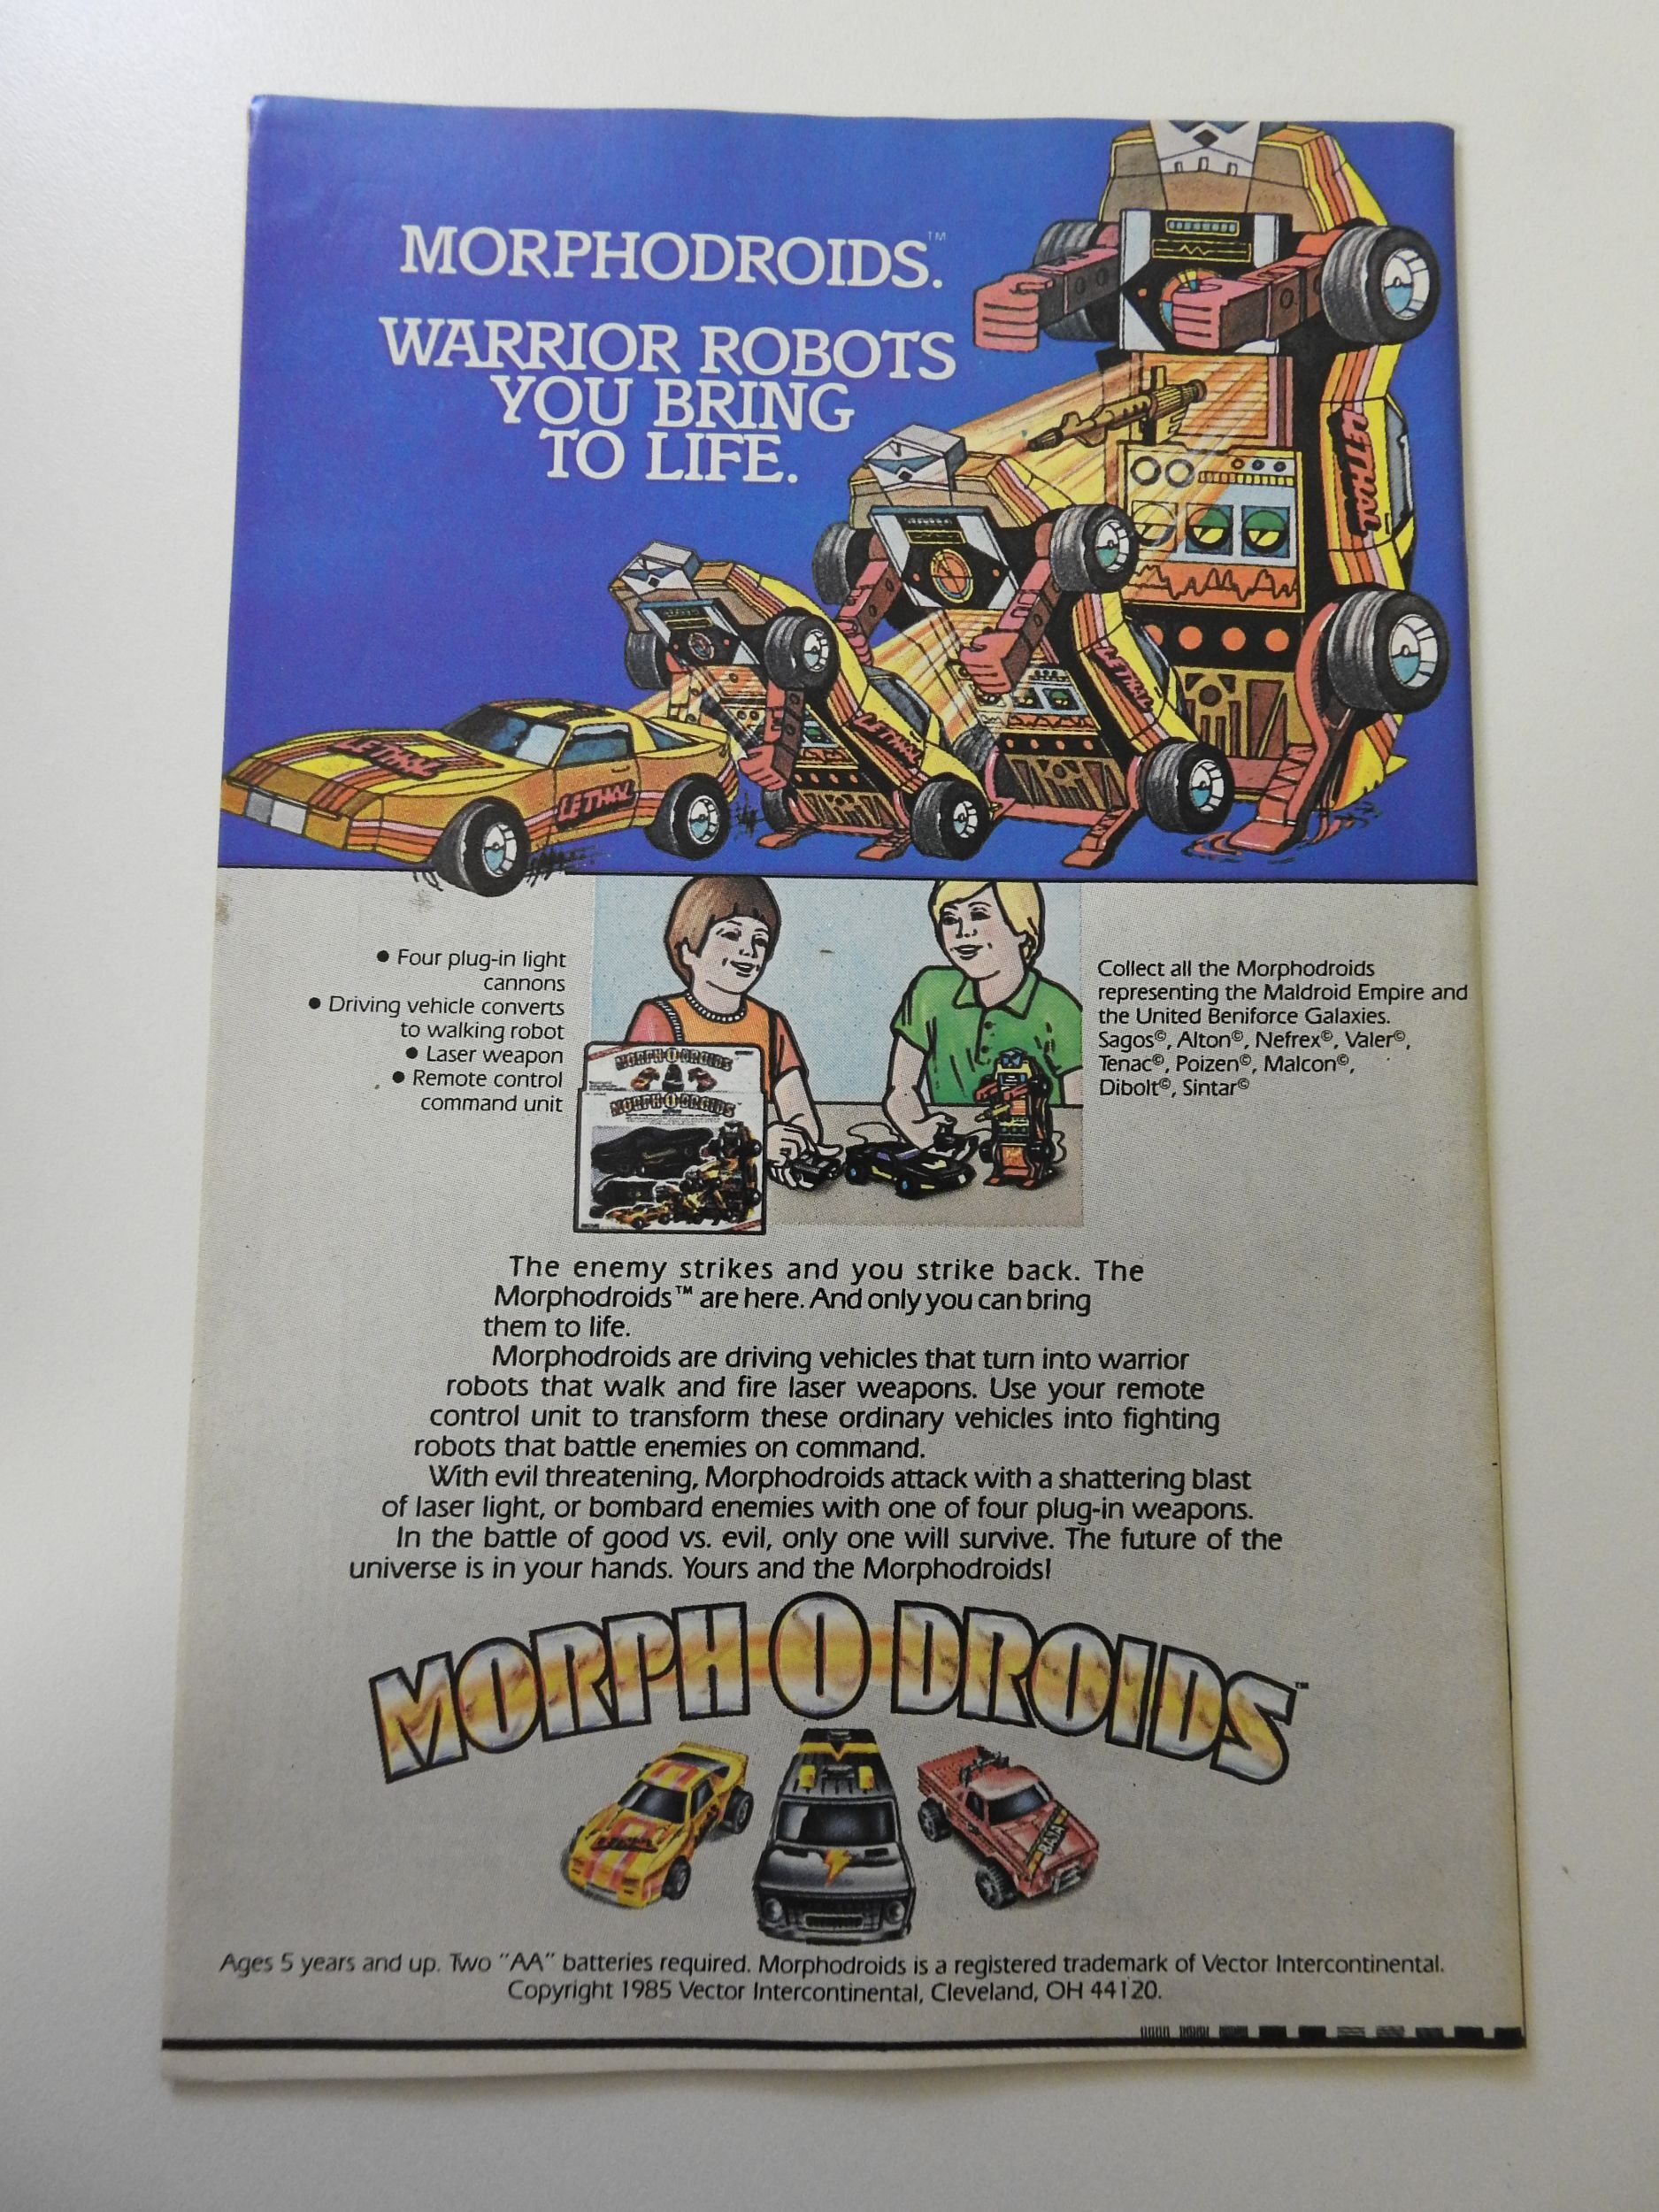 MORPHODROIDS.™
WARRIOR ROBOTS
YOU BRING
TO LIFE.
LETHAL
LETHAL
LETHAL
LETHAL
LETHAL
● Four plug-in light
cannons
● Driving vehicle converts
to walking robot
● Laser weapon
● Remote control
command unit
MORPH-O-DROIDS
MORPH-O-DROIDS
Collect all the Morphodroids
representing the Maldroid Empire and
the United Beniforce Galaxies.
Sagos©, Alton©, Nefrex©, Valer©,
Tenac©, Poizen©, Malcon©,
Dibolt©, Sintar©
The enemy strikes and you strike back. The
Morphodroids™ are here. And only you can bring
them to life.
Morphodroids are driving vehicles that turn into warrior
robots that walk and fire laser weapons. Use your remote
control unit to transform these ordinary vehicles into fighting
robots that battle enemies on command.
With evil threatening, Morphodroids attack with a shattering blast
of laser light, or bombard enemies with one of four plug-in weapons.
In the battle of good vs. evil, only one will survive. The future of the
universe is in your hands. Yours and the Morphodroids!
MORPH O DROIDS™
LETHAL
BAJA
Ages 5 years and up. Two "AA" batteries required. Morphodroids is a registered trademark of Vector Intercontinental.
Copyright 1985 Vector Intercontinental, Cleveland, OH 44120.